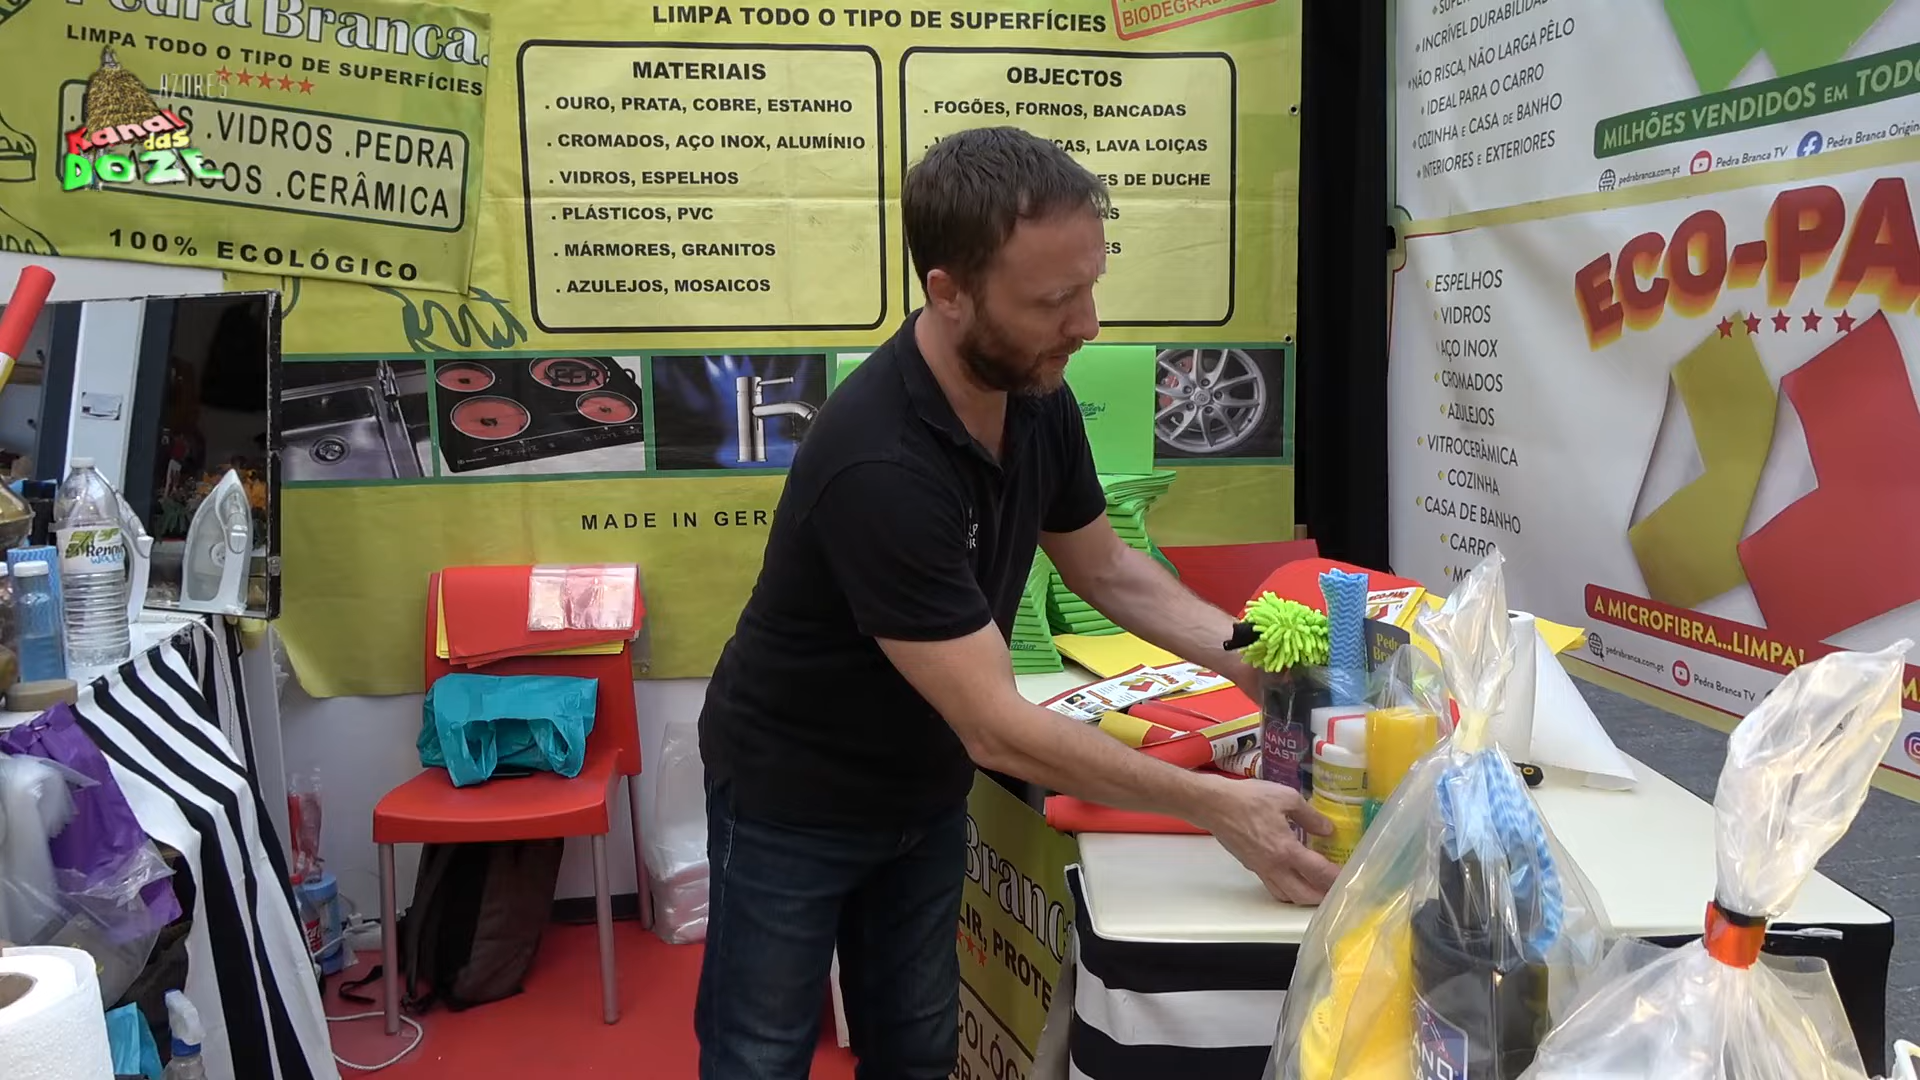 Pedra Branca.
LIMPA TODO O TIPO DE SUPERFÍCIES
.VIDROS .PEDRA
.CERÂMICA
100% ECOLÓGICO
AZORES
Kanal
das
DOZE
LIMPA TODO O TIPO DE SUPERFÍCIES
MATERIAIS
. OURO, PRATA, COBRE, ESTANHO
. CROMADOS, AÇO INOX, ALUMÍNIO
. VIDROS, ESPELHOS
. PLÁSTICOS, PVC
. MÁRMORES, GRANITOS
. AZULEJOS, MOSAICOS
OBJECTOS
. FOGÕES, FORNOS, BANCADAS
LAVA LOIÇAS
DE DUCHE
MADE IN
INCRÍVEL DURABILIDADE
NÃO RISCA, NÃO LARGA PÊLO
IDEAL PARA O CARRO
COZINHA E CASA DE BANHO
INTERIORES E EXTERIORES
MILHÕES VENDIDOS EM
pedrabranca.com.pt Pedra Branca TV Pedra Branca
ECO-PA
ESPELHOS
VIDROS
AÇO INOX
CROMADOS
AZULEJOS
VITROCERÂMICA
COZINHA
CASA DE BANHO
CARRO
A MICROFIBRA...LIMPA!
pedrabranca.com.pt Pedra Branca TV
ECO-PANO
NANO
PLAST